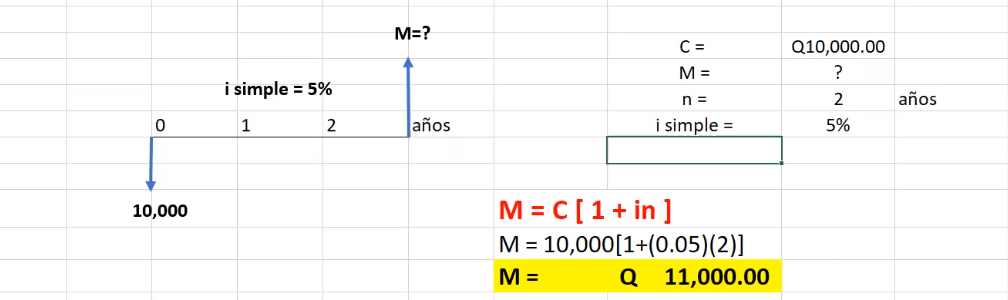 M=?
i simple = 5%
0 1 2 años
10,000
C = Q10,000.00
M = ?
n = 2 años
i simple = 5%
M = C [ 1 + in ]
M = 10,000[1+(0.05)(2)]
M = Q 11,000.00